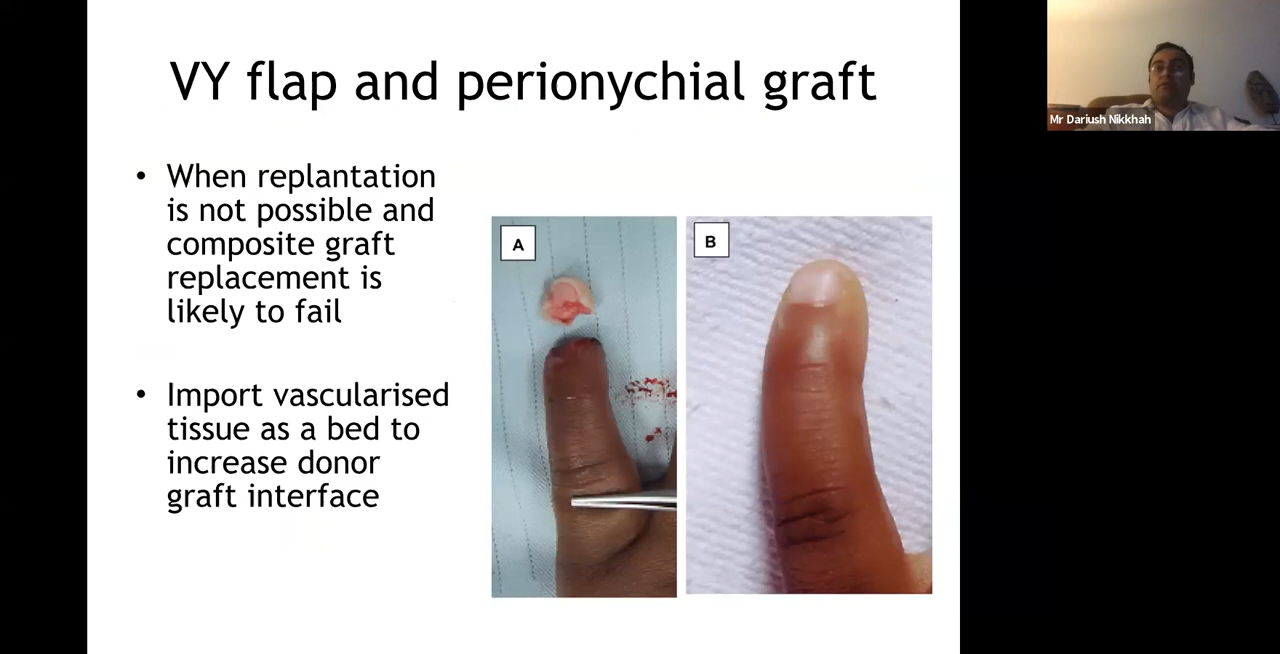 VY flap and perionychial graft
Mr Dariush Nikkhah
• When replantation
is not possible and
composite graft
replacement is
likely to fail
• Import vascularised
tissue as a bed to
increase donor
graft interface
A
B